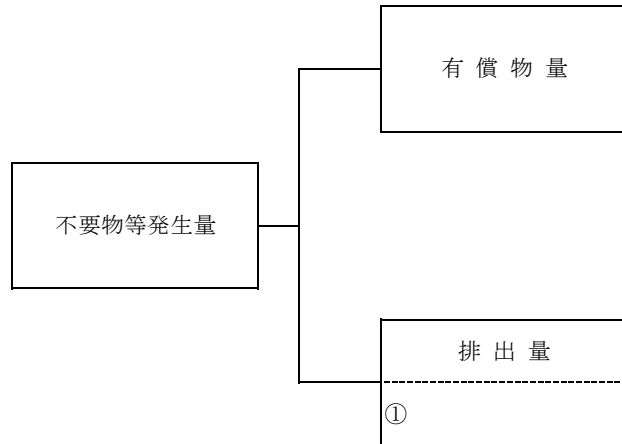 有償物量
不要物等発生量
排出量
①